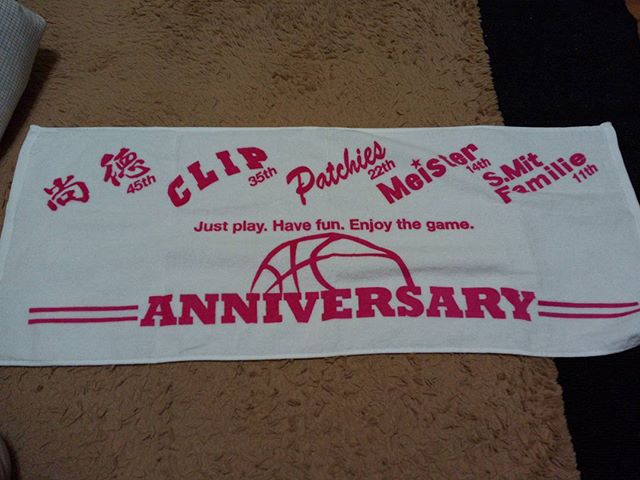 尚徳 45th
CLIP 35th
Patchies 22th
Meister 14th
S.Mit Familie 11th
Just play. Have fun. Enjoy the game.
ANNIVERSARY